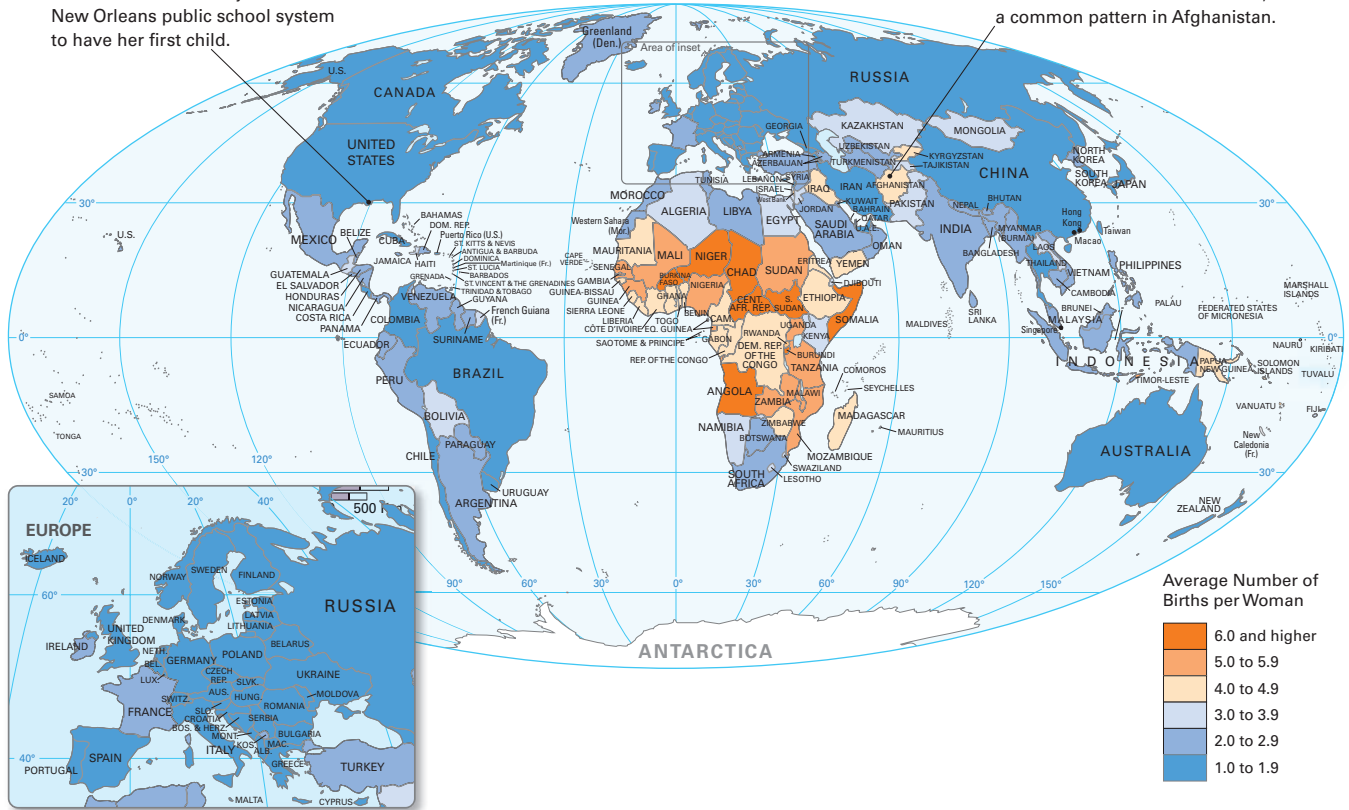 New Orleans public school system
to have her first child.
a common pattern in Afghanistan.
Greenland
(Den.)
Area of inset
U.S.
CANADA
RUSSIA
UNITED
STATES
GEORGIA
KAZAKHSTAN
MONGOLIA
UZBEKISTAN
ARMENIA
AZERBAIJAN
TURKMENISTAN
KYRGYZSTAN
TAJIKISTAN
NORTH
KOREA
CHINA
SOUTH
KOREA
JAPAN
TUNISIA
LEBANON
SYRIA
ISRAEL
West Bank
IRAQ
IRAN
AFGHANISTAN
MOROCCO
ALGERIA
LIBYA
EGYPT
JORDAN
KUWAIT
BAHRAIN
QATAR
U.A.E.
PAKISTAN
NEPAL
BHUTAN
30°
30°
U.S.
Western Sahara
(Mor.)
SAUDI
ARABIA
OMAN
INDIA
MYANMAR
(BURMA)
BANGLADESH
LAOS
THAILAND
VIETNAM
CAMBODIA
Hong
Kong
Macao
Taiwan
PHILIPPINES
MEXICO
BELIZE
CUBA
BAHAMAS
DOM. REP.
Puerto Rico (U.S.)
ST. KITTS & NEVIS
ANTIGUA & BARBUDA
DOMINICA
Martinique (Fr.)
ST. LUCIA
BARBADOS
ST. VINCENT & THE GRENADINES
TRINIDAD & TOBAGO
JAMAICA
HAITI
GRENADA
GUATEMALA
EL SALVADOR
HONDURAS
NICARAGUA
COSTA RICA
PANAMA
VENEZUELA
GUYANA
French Guiana
(Fr.)
COLOMBIA
SURINAME
ECUADOR
PERU
BRAZIL
BOLIVIA
PARAGUAY
CHILE
URUGUAY
ARGENTINA
CAPE
VERDE
MAURITANIA
MALI
NIGER
CHAD
SUDAN
ERITREA
YEMEN
DJIBOUTI
SENEGAL
GAMBIA
GUINEA-BISSAU
GUINEA
SIERRA LEONE
LIBERIA
CÔTE D'IVOIRE
BURKINA
FASO
GHANA
TOGO
BENIN
NIGERIA
CAM.
EQ. GUINEA
SAO TOME & PRINCIPE
GABON
REP. OF THE CONGO
CENT.
AFR. REP.
S.
SUDAN
ETHIOPIA
SOMALIA
UGANDA
KENYA
RWANDA
DEM. REP.
OF THE
CONGO
BURUNDI
TANZANIA
COMOROS
SEYCHELLES
ANGOLA
ZAMBIA
MALAWI
MADAGASCAR
MAURITIUS
NAMIBIA
ZIMBABWE
BOTSWANA
MOZAMBIQUE
SWAZILAND
LESOTHO
SOUTH
AFRICA
MALDIVES
SRI
LANKA
BRUNEI
MALAYSIA
Singapore
INDONESIA
PALAU
FEDERATED STATES
OF MICRONESIA
MARSHALL
ISLANDS
NAURU
KIRIBATI
PAPUA
NEW GUINEA
SOLOMON
ISLANDS
TUVALU
TIMOR-LESTE
VANUATU
FIJI
New
Caledonia
(Fr.)
AUSTRALIA
NEW
ZEALAND
SAMOA
TONGA
0°
0°
150°
120°
30°
30°
90°
60°
30°
0°
30°
60°
90°
120°
150°
ANTARCTICA
20°
0°
20°
40°
500
EUROPE
ICELAND
NORWAY
SWEDEN
FINLAND
RUSSIA
60°
ESTONIA
LATVIA
LITHUANIA
DENMARK
UNITED
KINGDOM
IRELAND
NETH.
BEL.
LUX.
GERMANY
POLAND
BELARUS
CZECH
REP.
SLVK.
UKRAINE
AUS.
HUNG.
MOLDOVA
SWITZ.
FRANCE
SLO.
CROATIA
BOS. & HERZ.
ROMANIA
SERBIA
MONT.
KOS.
BULGARIA
MAC.
ALB.
ITALY
GREECE
TURKEY
40°
SPAIN
PORTUGAL
MALTA
CYPRUS
Average Number of
Births per Woman
6.0 and higher
5.0 to 5.9
4.0 to 4.9
3.0 to 3.9
2.0 to 2.9
1.0 to 1.9